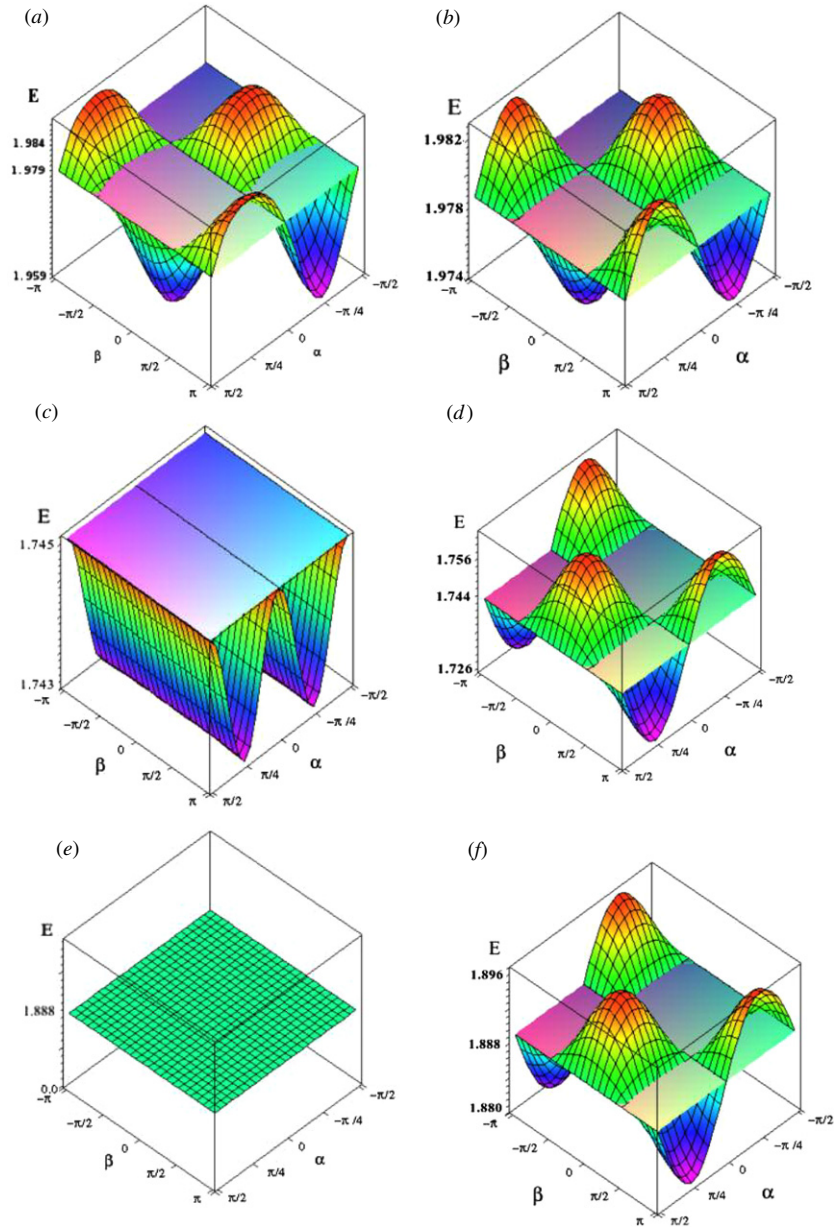 (a)
E
1.984
1.979
1.959
−π
−π/2
0
π/2
π
β
π/2
π/4
0
−π /4
−π/2
α
(b)
E
1.982
1.978
1.974
−π
−π/2
0
π/2
π
β
π/2
π/4
0
−π /4
−π/2
α
(c)
E
1.745
1.743
−π
−π/2
0
π/2
π
β
π/2
π/4
0
−π /4
−π/2
α
(d)
E
1.756
1.744
1.726
−π
−π/2
0
π/2
π
β
π/2
π/4
0
−π /4
−π/2
α
(e)
E
1.888
0.0
−π
−π/2
0
π/2
π
β
π/2
π/4
0
−π/4
−π/2
α
(f)
E
1.896
1.888
1.880
−π
−π/2
0
π/2
π
β
π/2
π/4
0
−π /4
−π/2
α